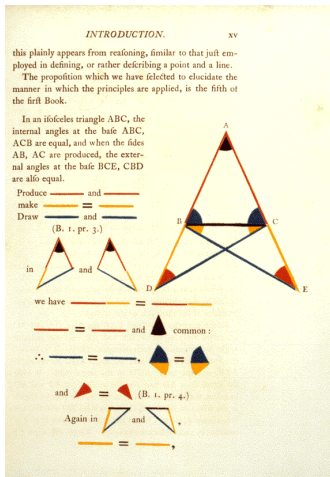 INTRODUCTION. xv
this plainly appears from reaſoning, ſimilar to that juſt em-
ployed in defining, or rather deſcribing a point and a line.
The propoſition which we have ſelected to elucidate the
manner in which the principles are applied, is the fifth of
the firſt Book.
In an iſoſceles triangle ABC, the
internal angles at the baſe ABC,
ACB are equal, and when the ſides
AB, AC are produced, the exter-
nal angles at the baſe BCE, CBD
are alſo equal.
Produce and
make =
Draw and
(B. 1. pr. 3.)
A
B C
D E
in and
we have =
= and common :
∴ = , =
and = (B. 1. pr. 4.)
Again in and ,
= ,